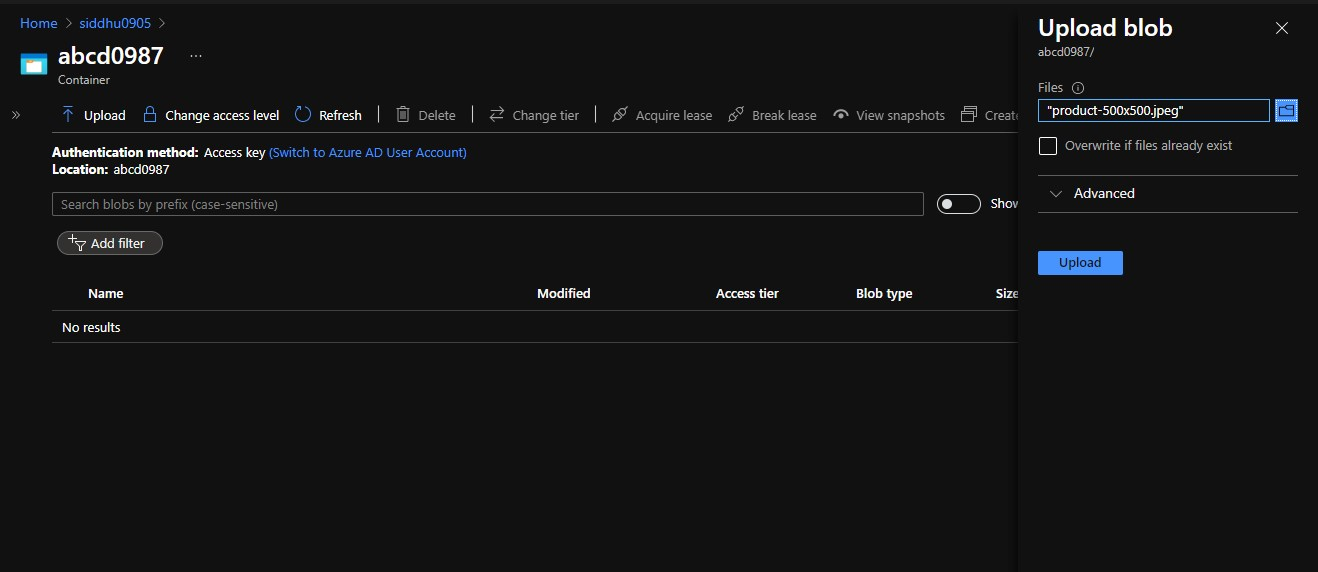 Home > siddhu0905 >
abcd0987 ...
Container
» Upload Change access level Refresh Delete Change tier Acquire lease Break lease View snapshots Create
Authentication method: Access key (Switch to Azure AD User Account)
Location: abcd0987
Search blobs by prefix (case-sensitive)
Show
Add filter
Name Modified Access tier Blob type Size
No results
Upload blob
abcd0987/
Files
"product-500x500.jpeg"
Overwrite if files already exist
Advanced
Upload